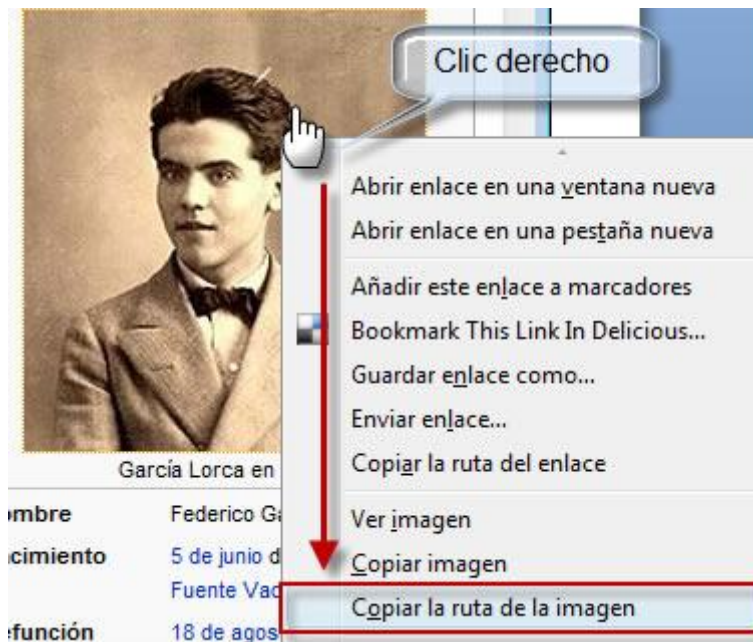 Clic derecho
Abrir enlace en una ventana nueva
Abrir enlace en una pestaña nueva
Añadir este enlace a marcadores
Bookmark This Link In Delicious...
Guardar enlace como...
Enviar enlace...
Copiar la ruta del enlace
Ver imagen
Copiar imagen
Copiar la ruta de la imagen
García Lorca en
ombre Federico Ga
cimiento 5 de junio d
Fuente Vac
efunción 18 de agos